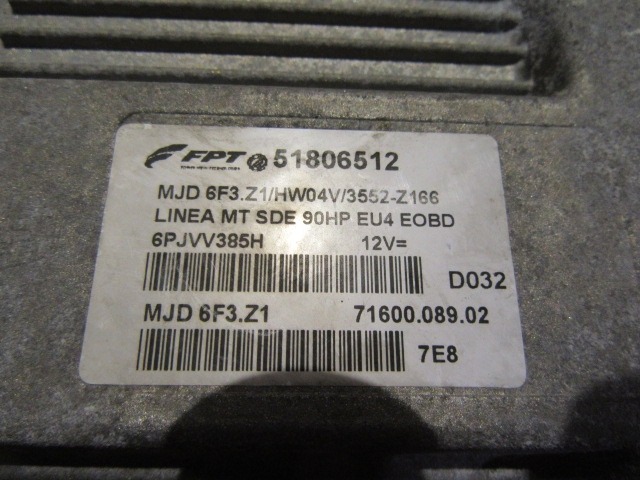 FPT 51806512
MJD 6F3.Z1/HW04V/3552-Z166
LINEA MT SDE 90HP EU4 EOBD
6PJVV385H 12V=
D032
MJD 6F3.Z1 71600.089.02
7E8